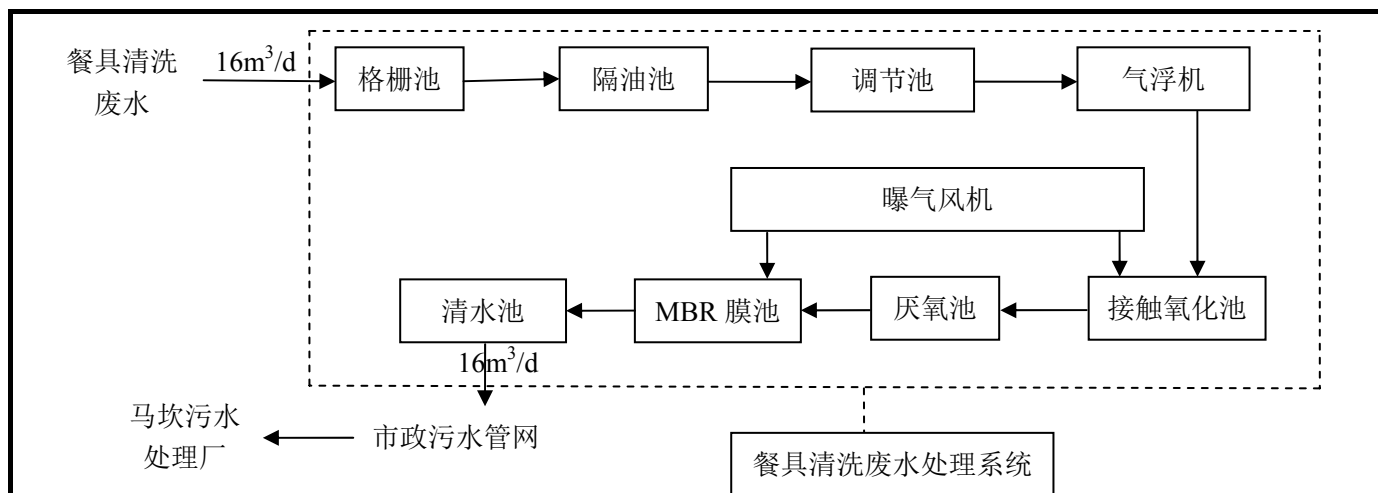 餐具清洗
废水
16m³/d
格栅池
隔油池
调节池
气浮机
曝气风机
清水池
MBR 膜池
厌氧池
接触氧化池
16m³/d
马坎污水
处理厂
市政污水管网
餐具清洗废水处理系统